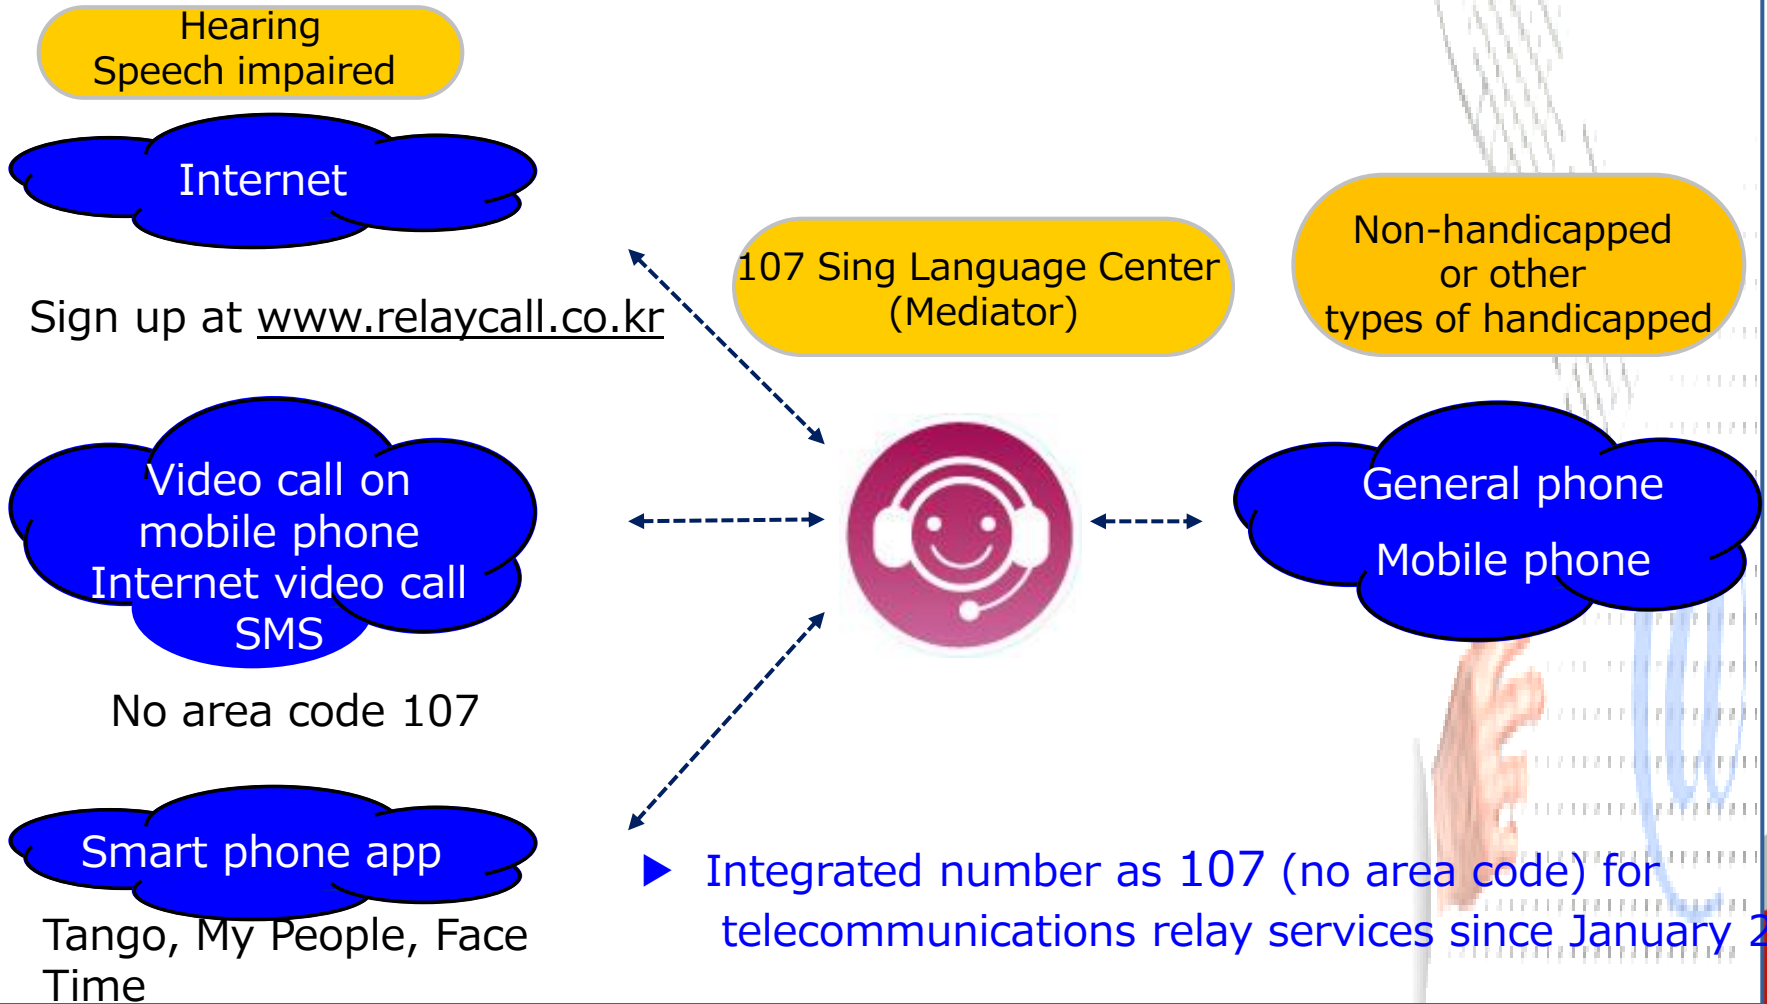 Hearing
Speech impaired
Internet
Sign up at www.relaycall.co.kr
107 Sing Language Center
(Mediator)
Non-handicapped
or other
types of handicapped
Video call on
mobile phone
Internet video call
SMS
No area code 107
General phone
Mobile phone
Smart phone app
Tango, My People, Face
Time
▶ Integrated number as 107 (no area code) for
telecommunications relay services since January